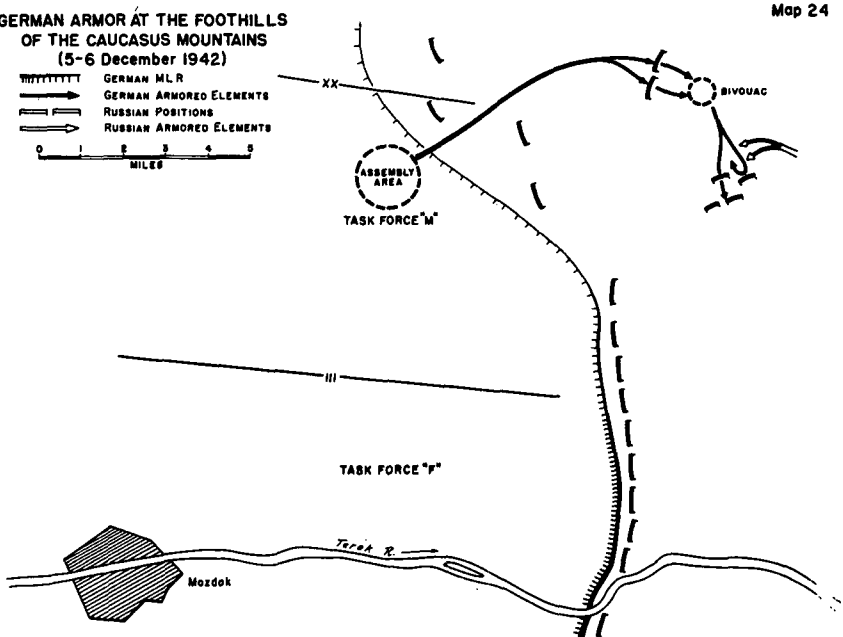 GERMAN ARMOR AT THE FOOTHILLS
OF THE CAUCASUS MOUNTAINS
(5-6 December 1942)
GERMAN MLR
GERMAN ARMORED ELEMENTS
RUSSIAN POSITIONS
RUSSIAN ARMORED ELEMENTS
0 1 2 3 4 5
MILES
Map 24
XX
BIVOUAC
ASSEMBLY
AREA
TASK FORCE "M"
III
TASK FORCE "F"
Terek R.
Mozdok